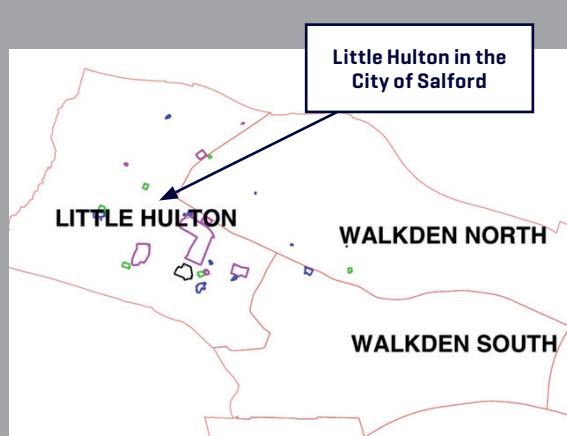 Little Hulton in the
City of Salford
LITTLE HULTON
WALKDEN NORTH
WALKDEN SOUTH